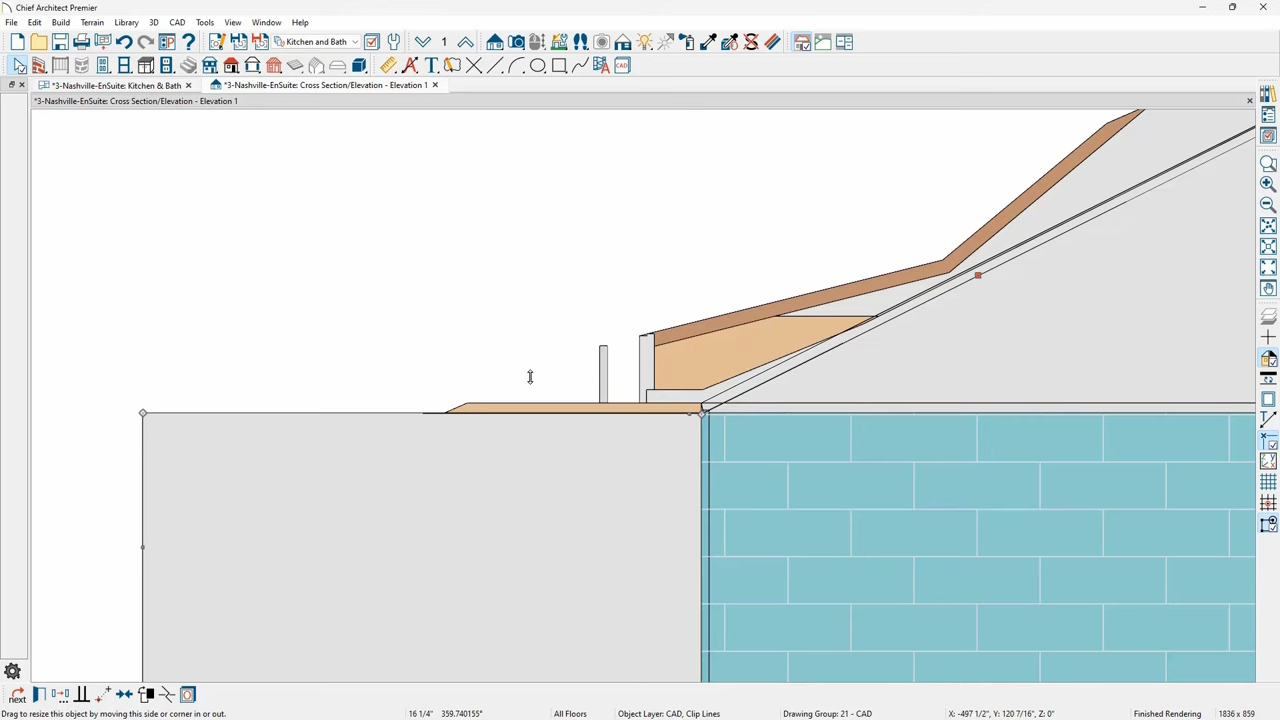 Chief Architect Premier
File Edit Build Terrain Library 3D CAD Tools View Window Help
Kitchen and Bath
1
*3-Nashville-EnSuite: Kitchen & Bath
*3-Nashville-EnSuite: Cross Section/Elevation - Elevation 1
*3-Nashville-EnSuite: Cross Section/Elevation - Elevation 1
next
Drag to resize this object by moving this side or corner in or out.
16 1/4" 359.740155°
All Floors
Object Layer: CAD, Clip Lines
Drawing Group: 21 - CAD
X: -497 1/2", Y: 120 7/16", Z: 0"
Finished Rendering
1836 x 859